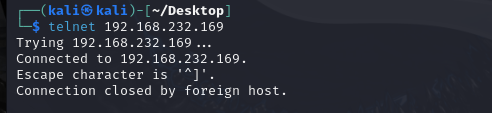 ┌──(kali㉿kali)-[~/Desktop]
└─$ telnet 192.168.232.169
Trying 192.168.232.169...
Connected to 192.168.232.169.
Escape character is '^]'.
Connection closed by foreign host.